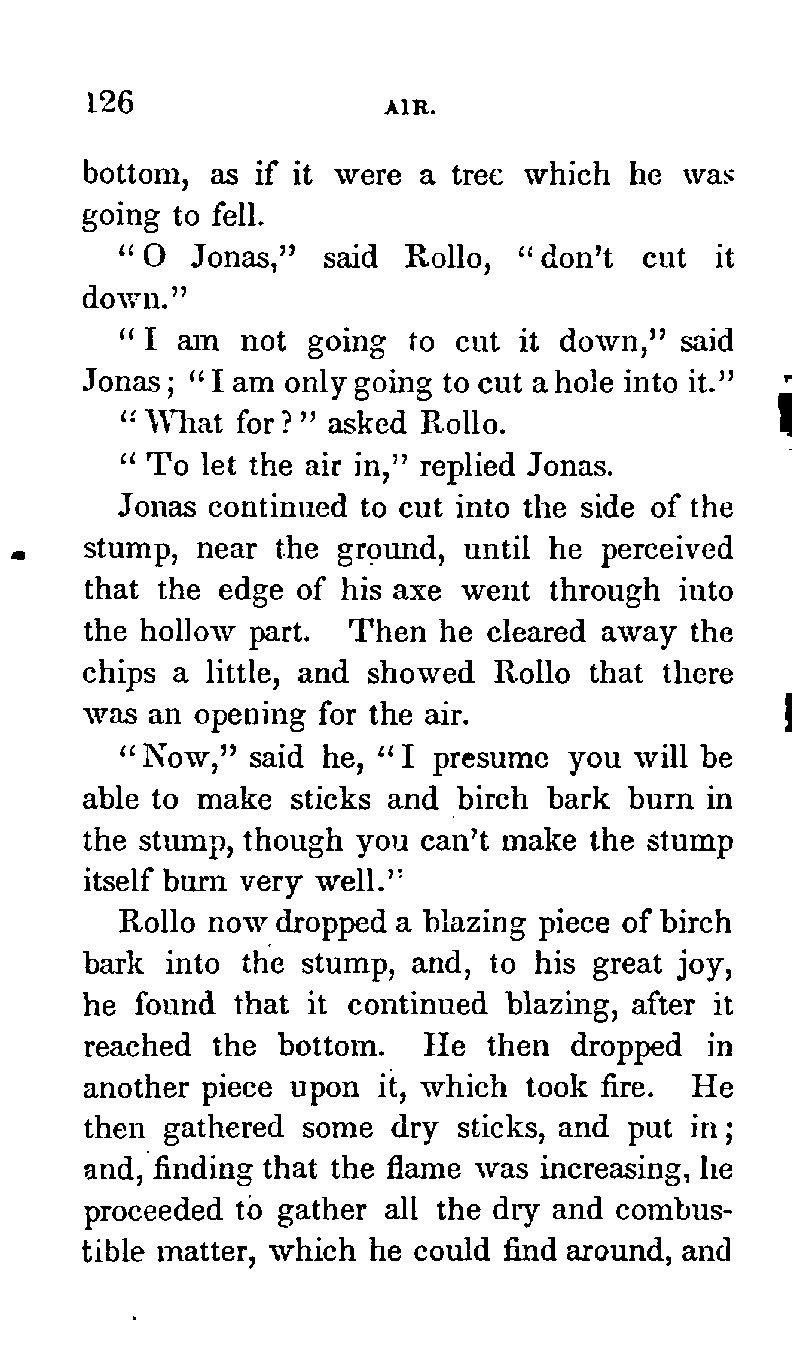 126 AIR.
bottom, as if it were a tree which he was
going to fell.
"O Jonas," said Rollo, "don't cut it
down."
"I am not going to cut it down," said
Jonas; "I am only going to cut a hole into it."
"What for?" asked Rollo.
"To let the air in," replied Jonas.
Jonas continued to cut into the side of the
stump, near the ground, until he perceived
that the edge of his axe went through into
the hollow part. Then he cleared away the
chips a little, and showed Rollo that there
was an opening for the air.
"Now," said he, "I presume you will be
able to make sticks and birch bark burn in
the stump, though you can't make the stump
itself burn very well."
Rollo now dropped a blazing piece of birch
bark into the stump, and, to his great joy,
he found that it continued blazing, after it
reached the bottom. He then dropped in
another piece upon it, which took fire. He
then gathered some dry sticks, and put in;
and, finding that the flame was increasing, he
proceeded to gather all the dry and combus-
tible matter, which he could find around, and